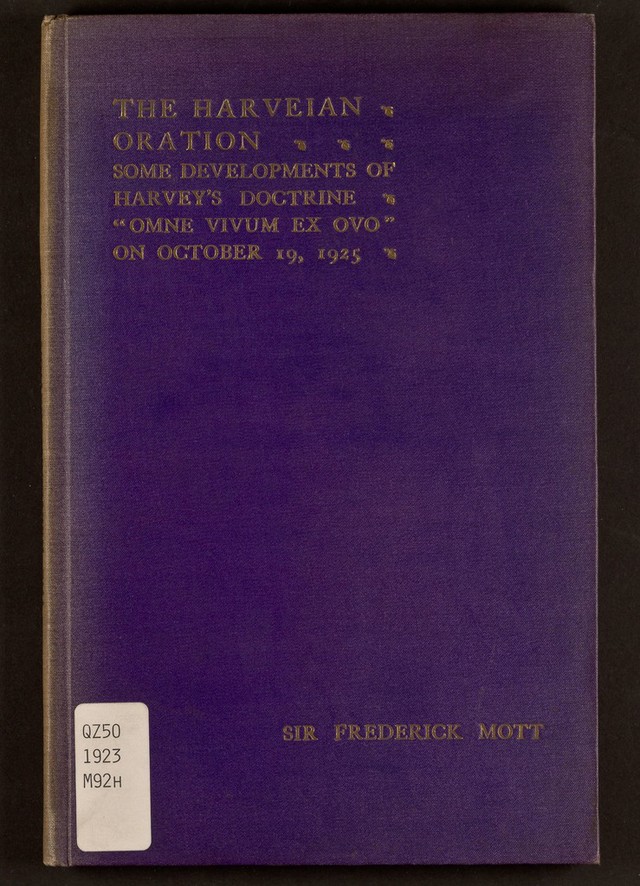 THE HARVEIAN
ORATION
SOME DEVELOPMENTS OF
HARVEY'S DOCTRINE
"OMNE VIVUM EX OVO"
ON OCTOBER 19, 1925
SIR FREDERICK MOTT
QZ50
1923
M92H